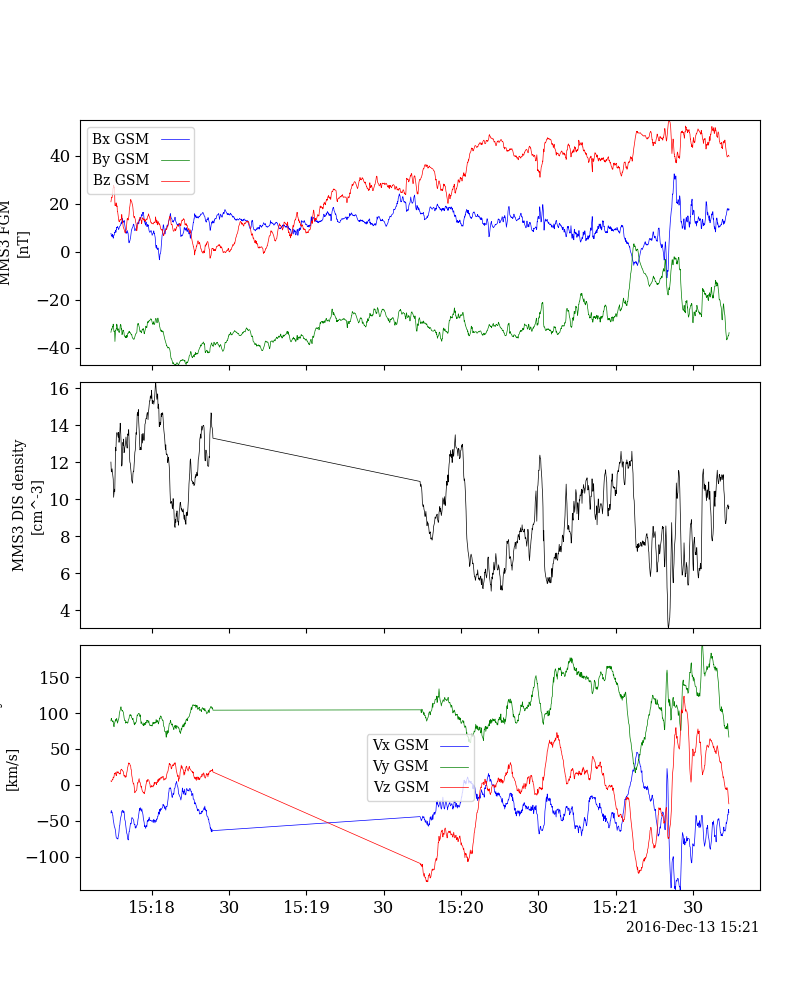 Bx GSM
By GSM
Bz GSM
MMS3 FGM
[nT]
40
20
0
−20
−40
MMS3 DIS density
[cm^-3]
16
14
12
10
8
6
4
[km/s]
150
100
50
0
−50
−100
Vx GSM
Vy GSM
Vz GSM
15:18 30 15:19 30 15:20 30 15:21 30
2016-Dec-13 15:21